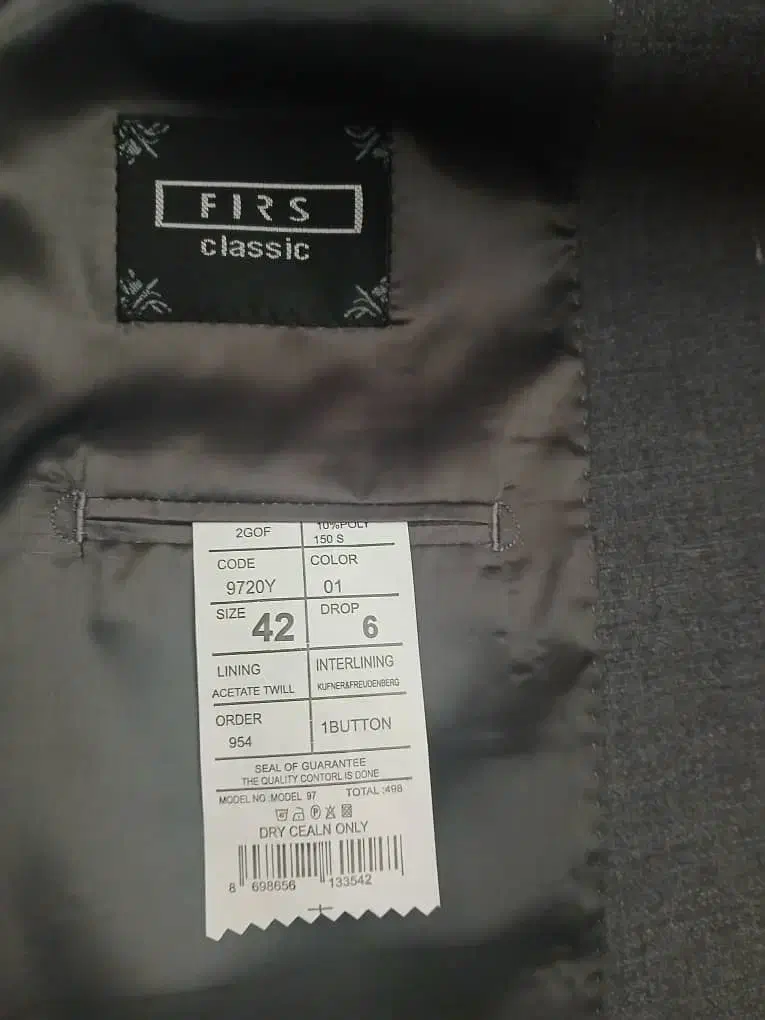 FIRS
classic
2GOF
10%POLY
150 S
CODE
9720Y
COLOR
01
SIZE 42
DROP
6
LINING
ACETATE TWILL
INTERLINING
KUFNER&FREUDENBERG
ORDER
954
1BUTTON
SEAL OF GUARANTEE
THE QUALITY CONTORL IS DONE
MODEL NO :MODEL 97 TOTAL :498
DRY CEALN ONLY
8 698656 133542